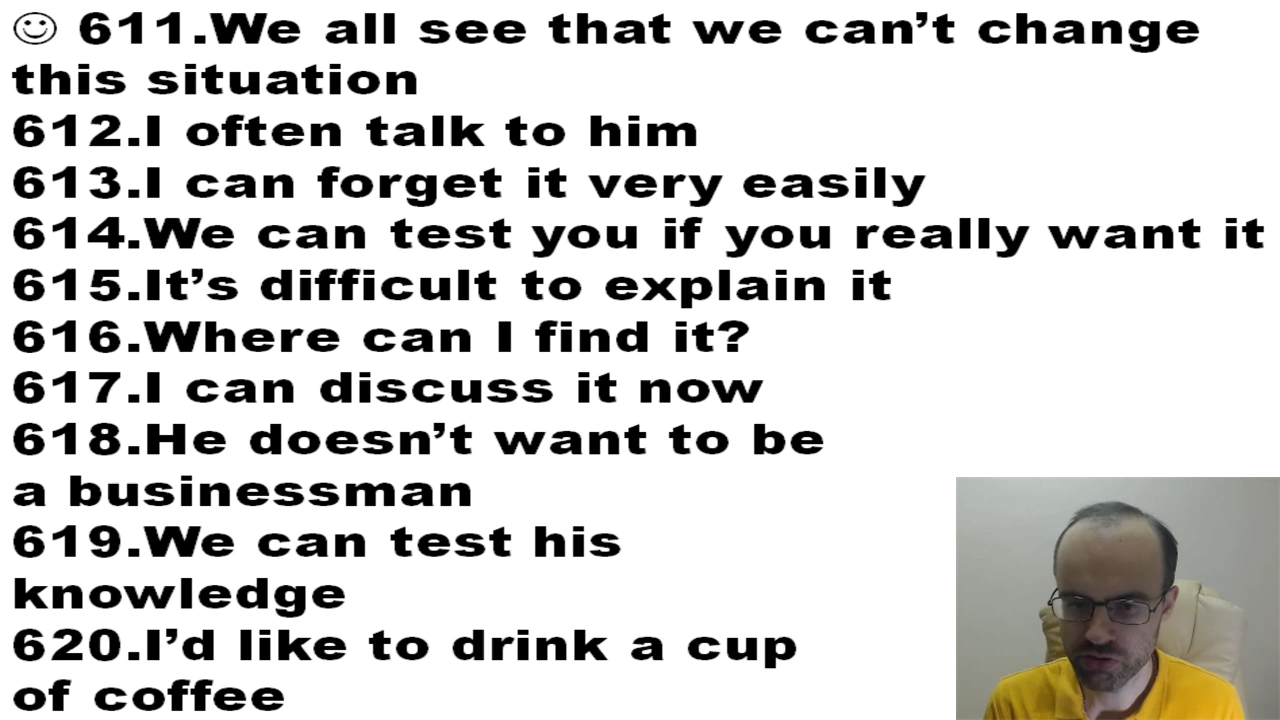 ☺ 611.We all see that we can’t change
this situation
612.I often talk to him
613.I can forget it very easily
614.We can test you if you really want it
615.It’s difficult to explain it
616.Where can I find it?
617.I can discuss it now
618.He doesn’t want to be
a businessman
619.We can test his
knowledge
620.I’d like to drink a cup
of coffee